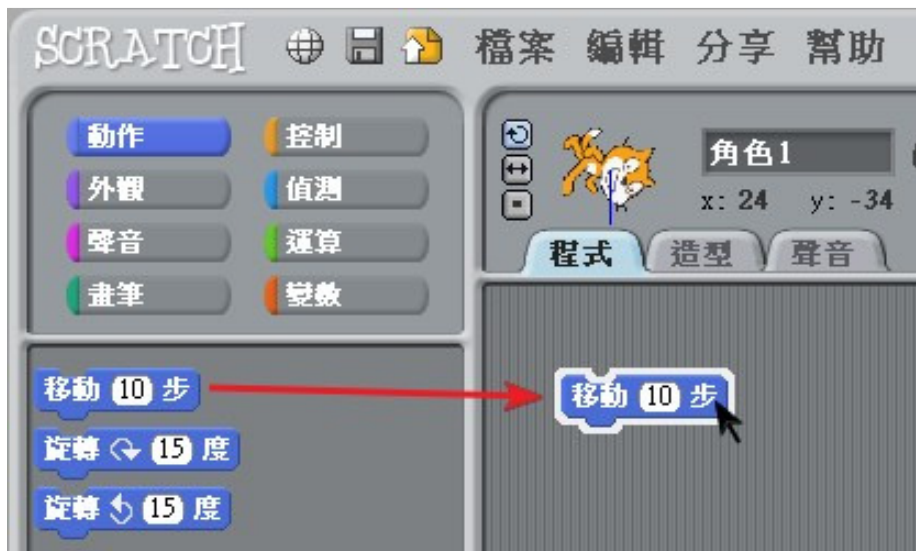 SCRATCH 檔案 編輯 分享 幫助
動作 控制
外觀 偵測
聲音 運算
畫筆 變數
角色1
x: 24 y: -34
程式 造型 聲音
移動 10 步
旋轉 15 度
旋轉 15 度
移動 10 步